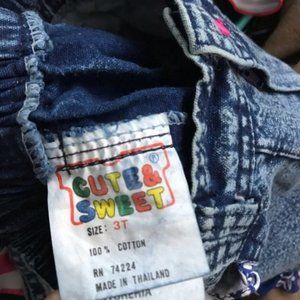 CUTE&
SWEET
®
SIZE: 3T
100% COTTON
RN 74224
MADE IN THAILAND